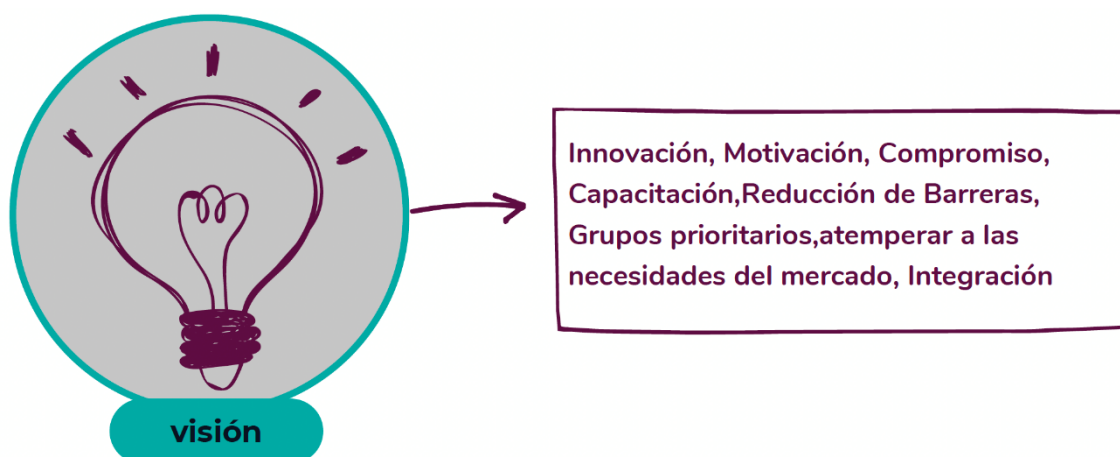 Innovación, Motivación, Compromiso,
Capacitación,Reducción de Barreras,
Grupos prioritarios,atemperar a las
necesidades del mercado, Integración
visión